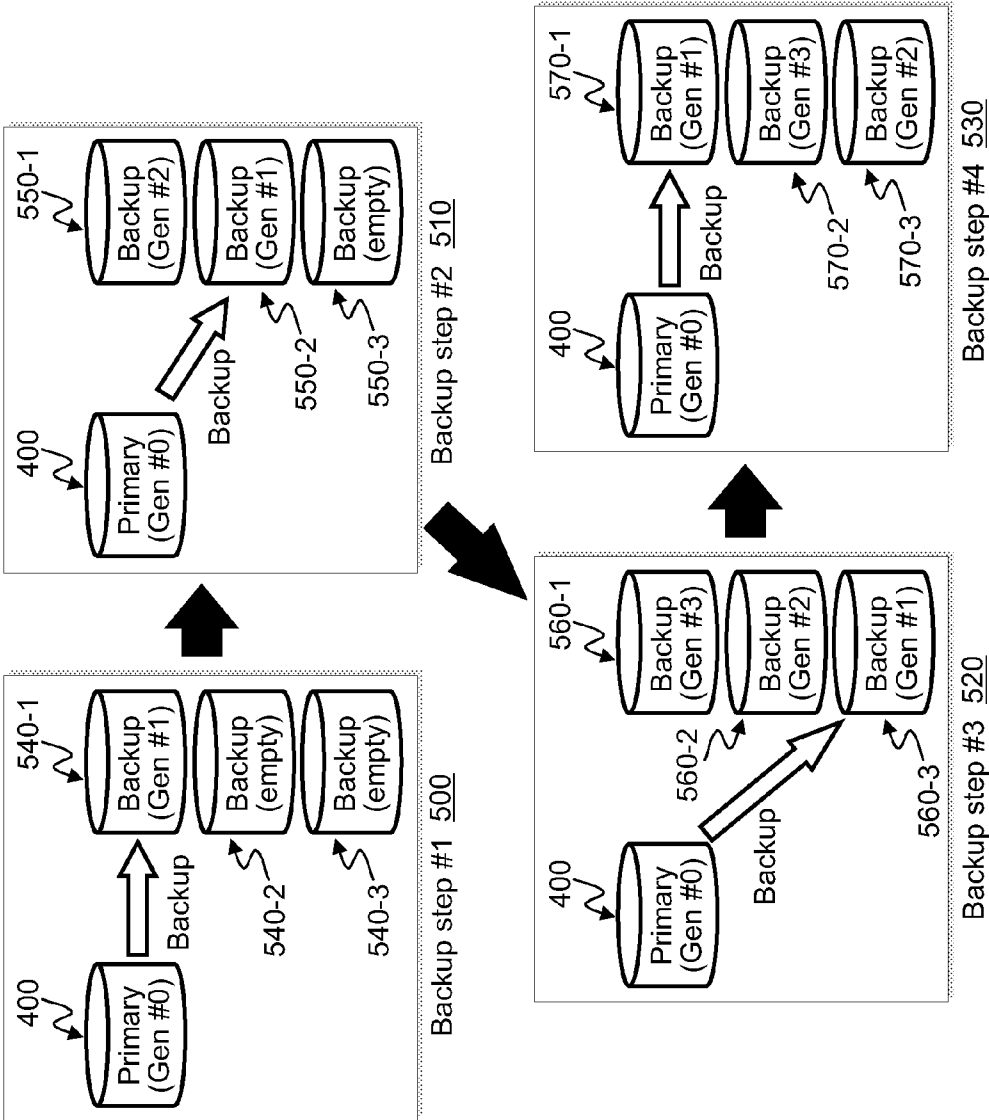 400
540-1
Primary
(Gen #0)
Backup
Backup
(Gen #1)
Backup
(empty)
Backup
(empty)
540-2
540-3
Backup step #1 500
400
550-1
Primary
(Gen #0)
Backup
Backup
(Gen #2)
Backup
(Gen #1)
Backup
(empty)
550-2
550-3
Backup step #2 510
400
560-1
Primary
(Gen #0)
Backup
Backup
(Gen #3)
Backup
(Gen #2)
Backup
(Gen #1)
560-2
560-3
Backup step #3 520
400
570-1
Primary
(Gen #0)
Backup
Backup
(Gen #1)
Backup
(Gen #3)
Backup
(Gen #2)
570-2
570-3
Backup step #4 530